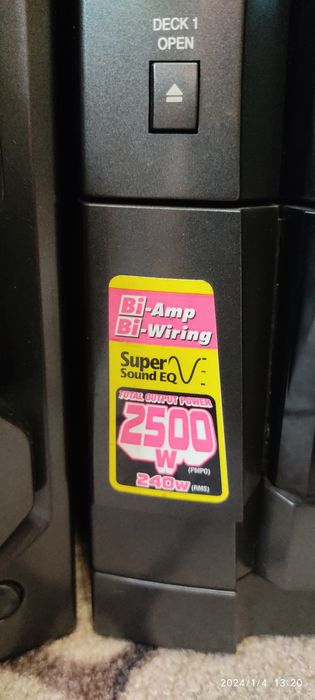 DECK 1
OPEN
Bi-Amp
Bi-Wiring
Super
Sound EQ
TOTAL OUTPUT POWER
2500
W (PMPO)
240W (RMS)
2024/1/4 13:20